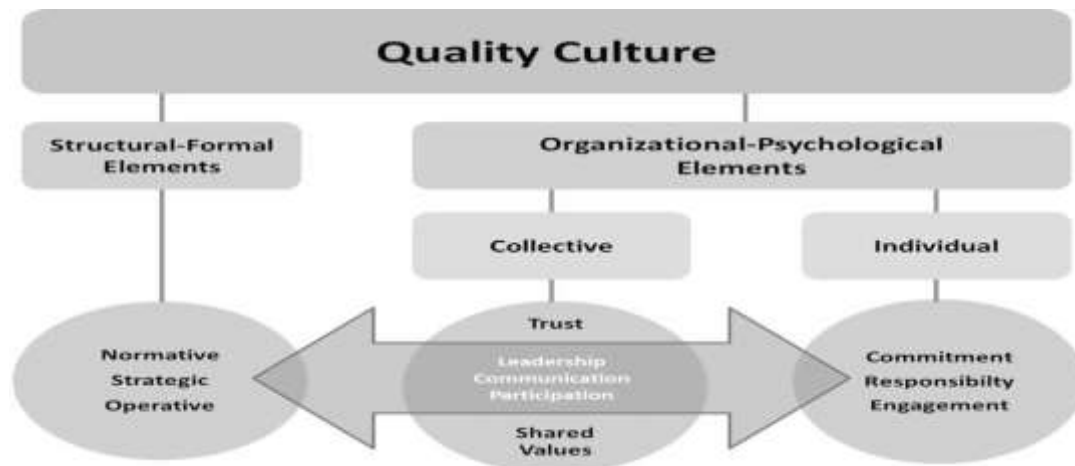 Quality Culture
Structural-Formal
Elements
Organizational-Psychological
Elements
Collective
Individual
Normative
Strategic
Operative
Trust
Leadership
Communication
Participation
Shared
Values
Commitment
Responsibilty
Engagement